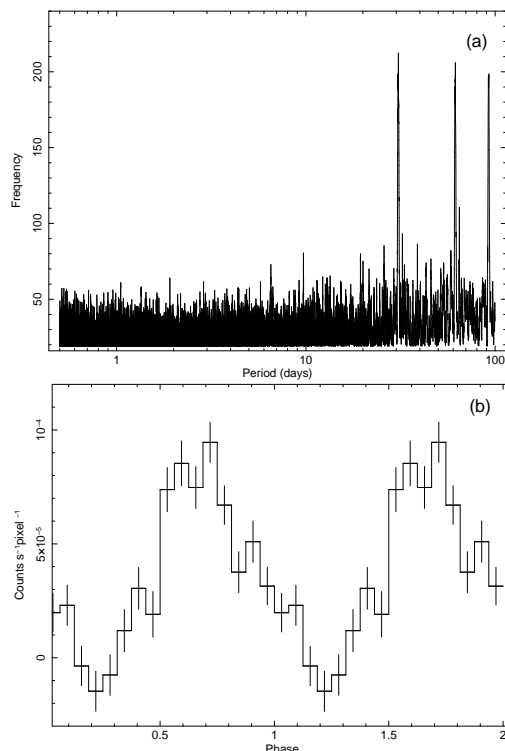 (a)
200
150
100
50
Frequency
1
10
100
Period (days)
(b)
10⁻⁴
5×10⁻⁵
0
Counts s⁻¹pixel ⁻¹
0.5
1
1.5
2
Phase